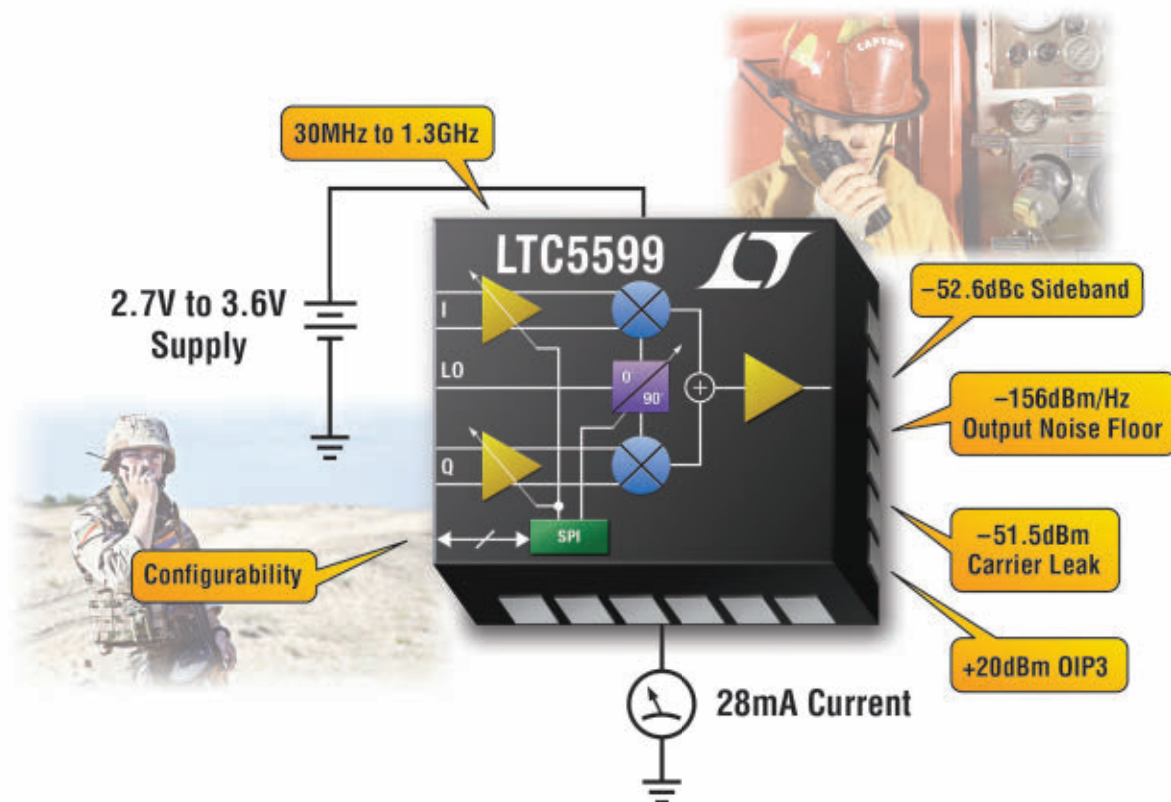 CAPTAIN
30MHz to 1.3GHz
LTC5599
2.7V to 3.6V
Supply
I
LO
0°
90°
Q
SPI
Configurability
–52.6dBc Sideband
–156dBm/Hz
Output Noise Floor
–51.5dBm
Carrier Leak
+20dBm OIP3
28mA Current